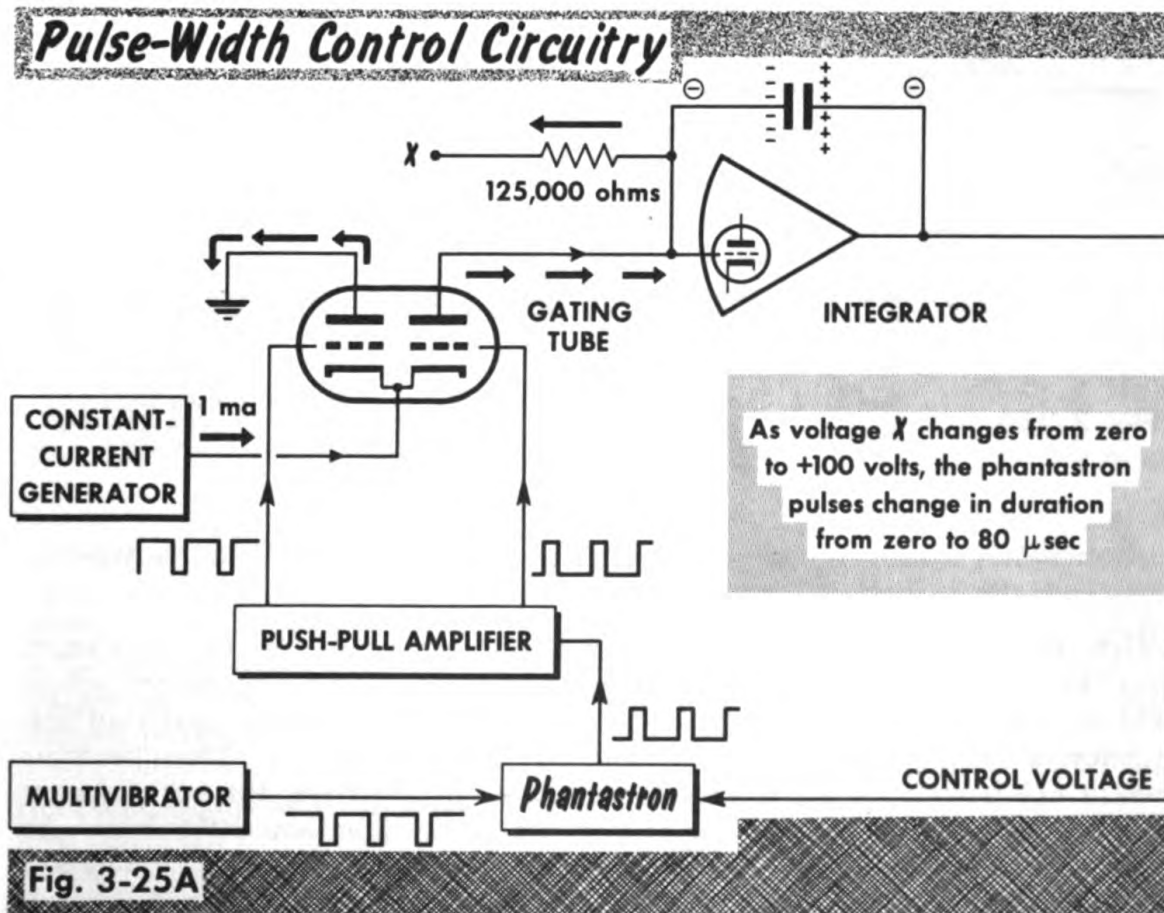 Pulse-Width Control Circuitry
X
125,000 ohms
GATING
TUBE
INTEGRATOR
CONSTANT-
CURRENT
GENERATOR
1 ma
As voltage X changes from zero
to +100 volts, the phantastron
pulses change in duration
from zero to 80 μsec
PUSH-PULL AMPLIFIER
MULTIVIBRATOR
Phantastron
CONTROL VOLTAGE
Fig. 3-25A